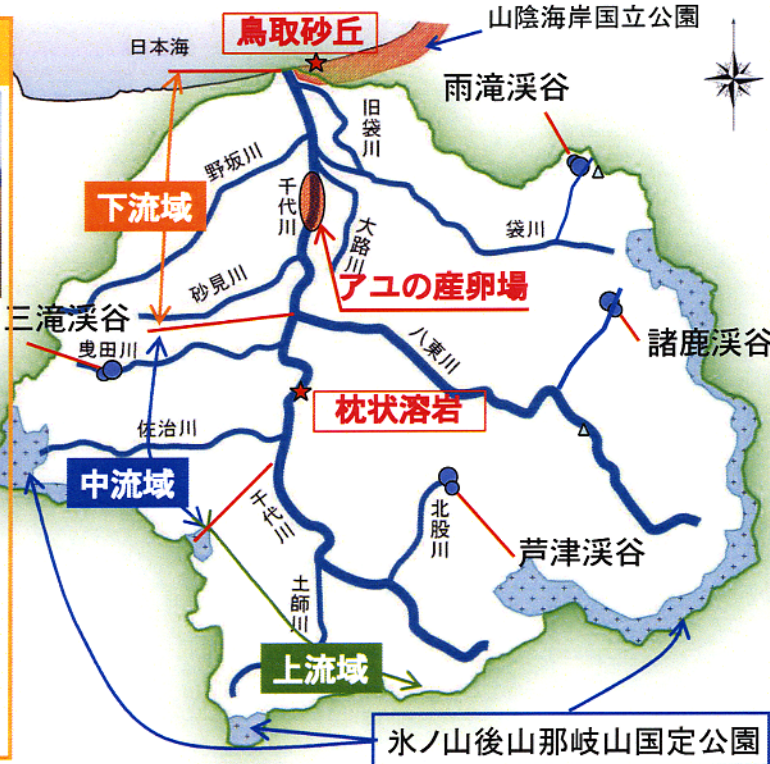 山陰海岸国立公園
鳥取砂丘
日本海
雨滝渓谷
旧袋川
野坂川
千代川
下流域
大路川
袋川
砂見川
アユの産卵場
三滝渓谷
曳田川
八東川
諸鹿渓谷
枕状溶岩
佐治川
中流域
千代川
北股川
芦津渓谷
土師川
上流域
氷ノ山後山那岐山国定公園